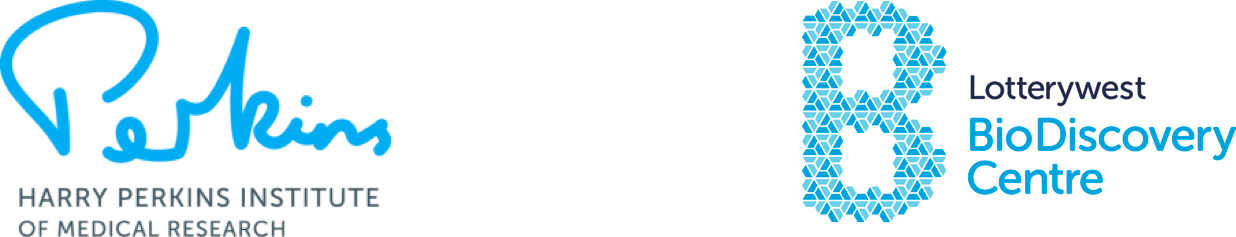 Perkins
HARRY PERKINS INSTITUTE
OF MEDICAL RESEARCH
B
Lotterywest
BioDiscovery
Centre